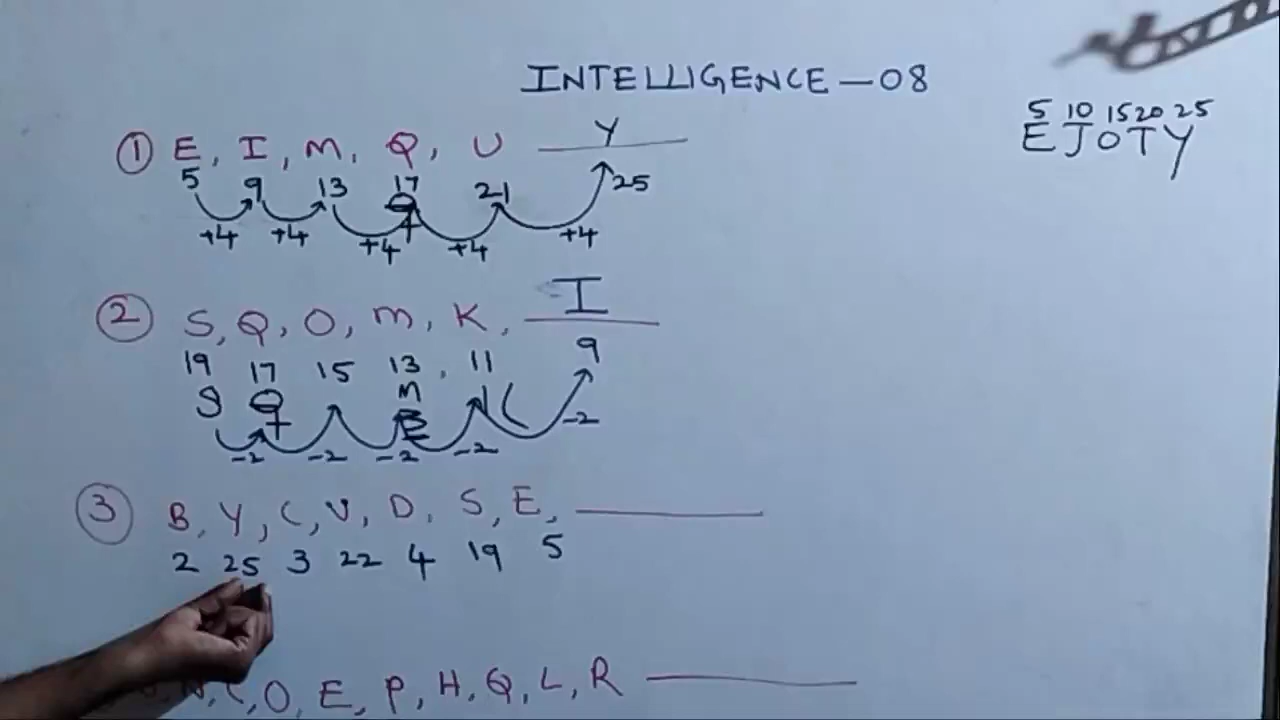 INTELLIGENCE — 08
5 10 15 20 25
E J O T Y
① E, I, M, Q, U Y
5 9 13 17 21 25
Q
+4 +4 +4 +4 +4
② S, Q, O, M, K, I
19 17 15 13, 11 9
S Q M K
-2 -2 -2 -2 -2
③ B, Y, C, V, D, S, E,
2 25 3 22 4 19 5
O, E, P, H, Q, L, R